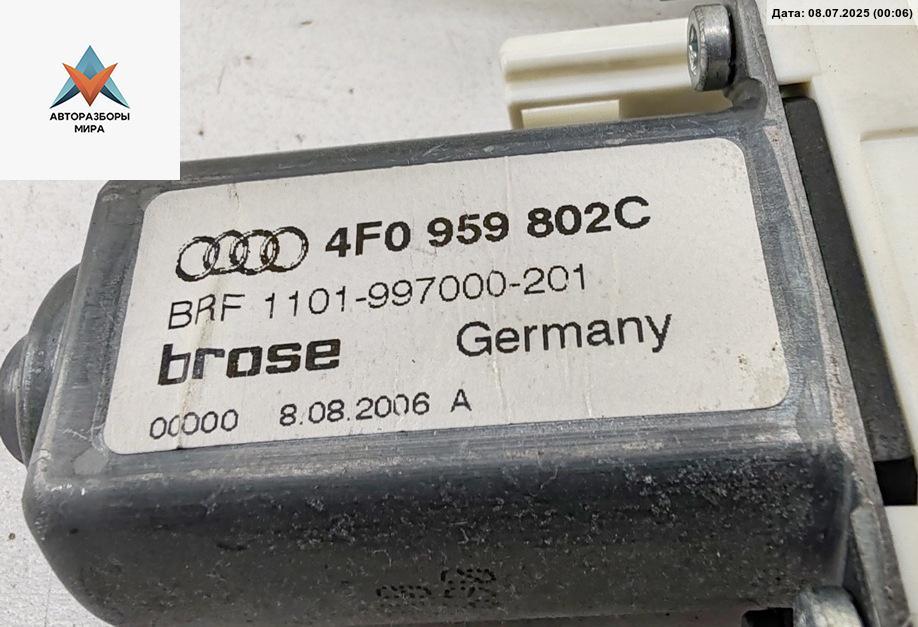 Дата: 08.07.2025 (00:06)
АВТОРАЗБОРЫ
МИРА
4F0 959 802C
BRF 1101-997000-201
brose Germany
00000 8.08.2006 A